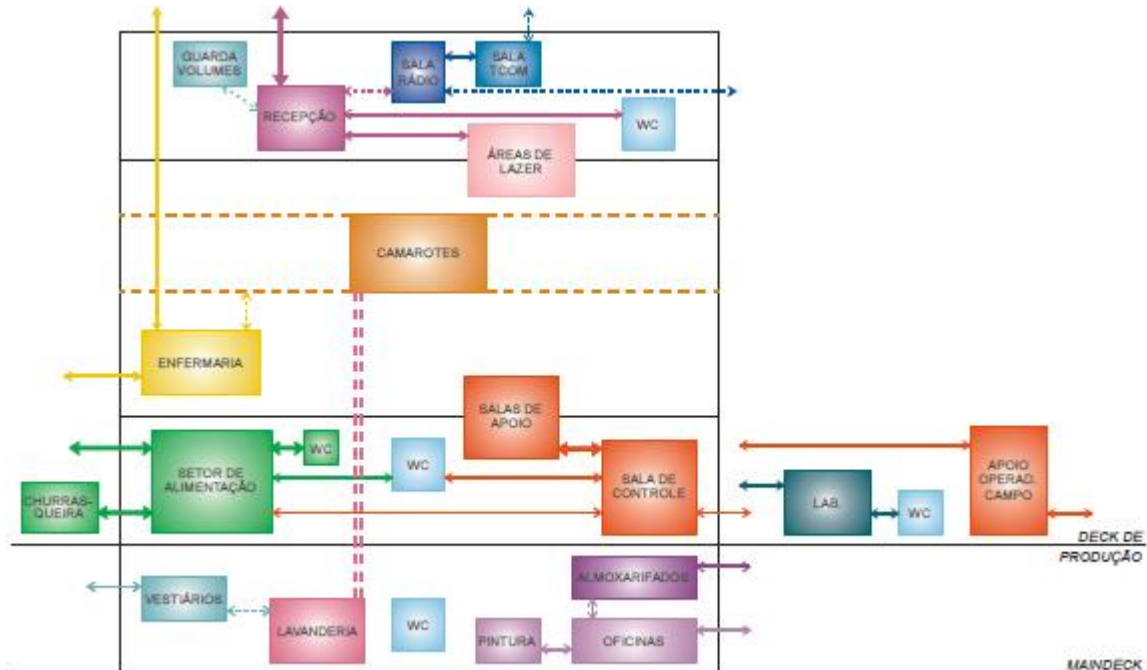 GUARDA
VOLUMES
SALA
RÁDIO
SALA
TCOM
RECEPÇÃO
WC
ÁREAS DE
LAZER
CAMAROTES
ENFERMARIA
SALAS DE
APOIO
SETOR DE
ALIMENTAÇÃO
WC
WC
SALA DE
CONTROLE
CHURRAS-
QUEIRA
LAB.
WC
APOIO
OPERAD.
CAMPO
DECK DE
PRODUÇÃO
VESTIÁRIOS
LAVANDERIA
WC
ALMOXARIFADOS
PINTURA
OFICINAS
MAINDECK